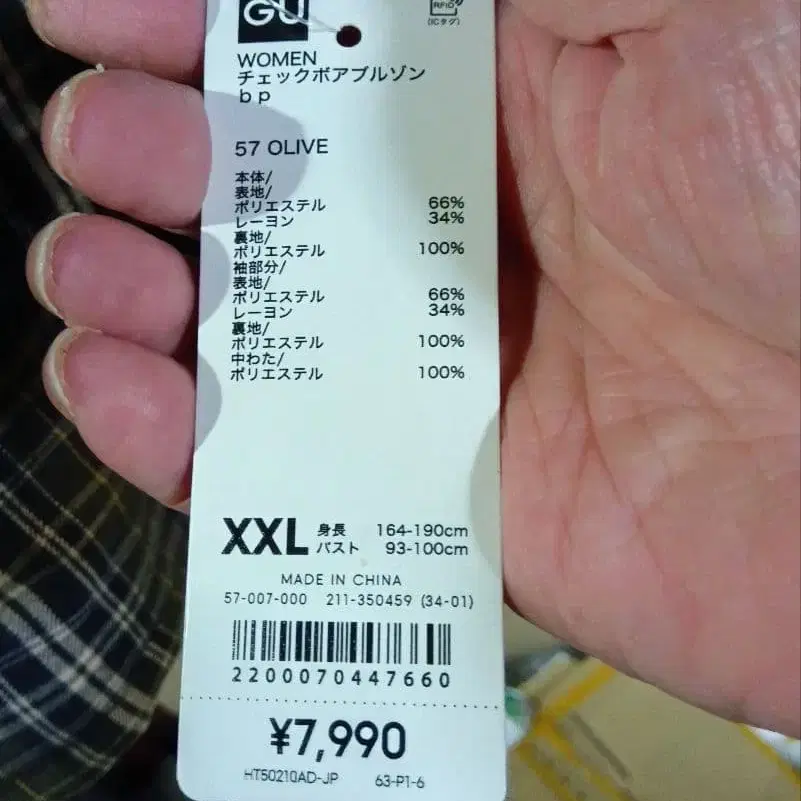 GU
RFID
(ICタグ)
WOMEN
チェックボアブルゾン
bp
57 OLIVE
本体/
表地/
ポリエステル 66%
レーヨン 34%
裏地/
ポリエステル 100%
袖部分/
表地/
ポリエステル 66%
レーヨン 34%
裏地/
ポリエステル 100%
中わた/
ポリエステル 100%
XXL 身長 164-190cm
バスト 93-100cm
MADE IN CHINA
57-007-000 211-350459 (34-01)
2200070447660
¥7,990
HT50210AD-JP 63-P1-6